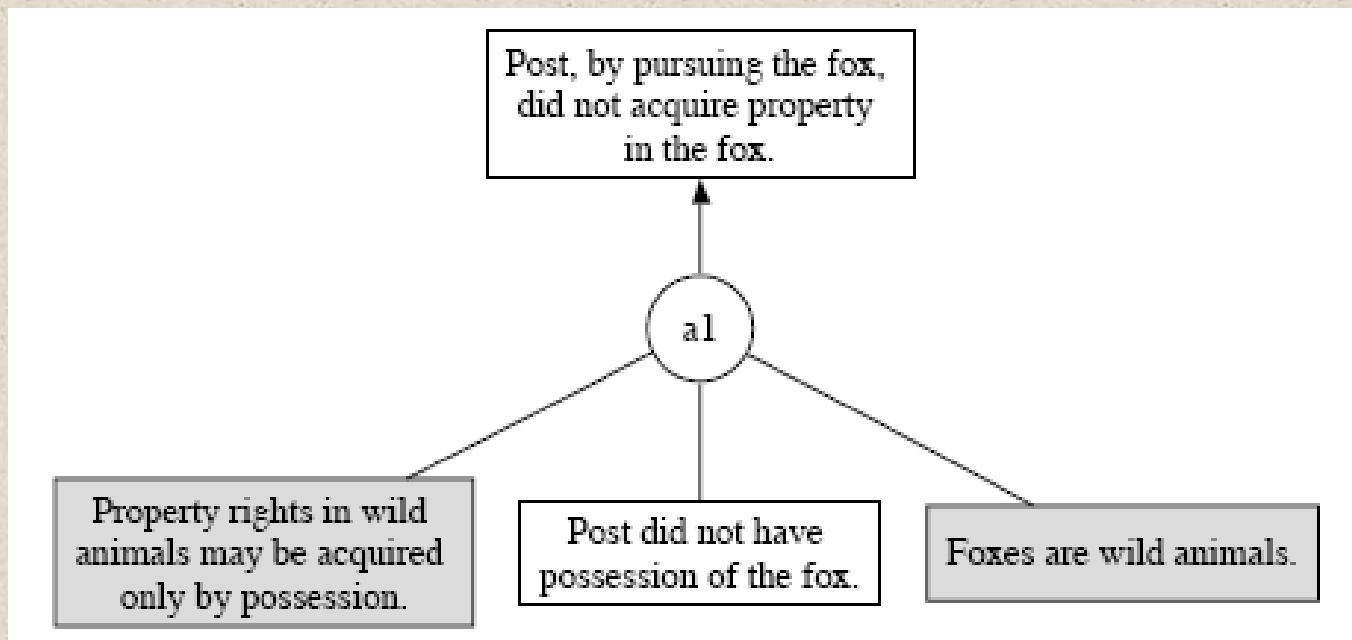 Post, by pursuing the fox,
did not acquire property
in the fox.
a1
Property rights in wild
animals may be acquired
only by possession.
Post did not have
possession of the fox.
Foxes are wild animals.